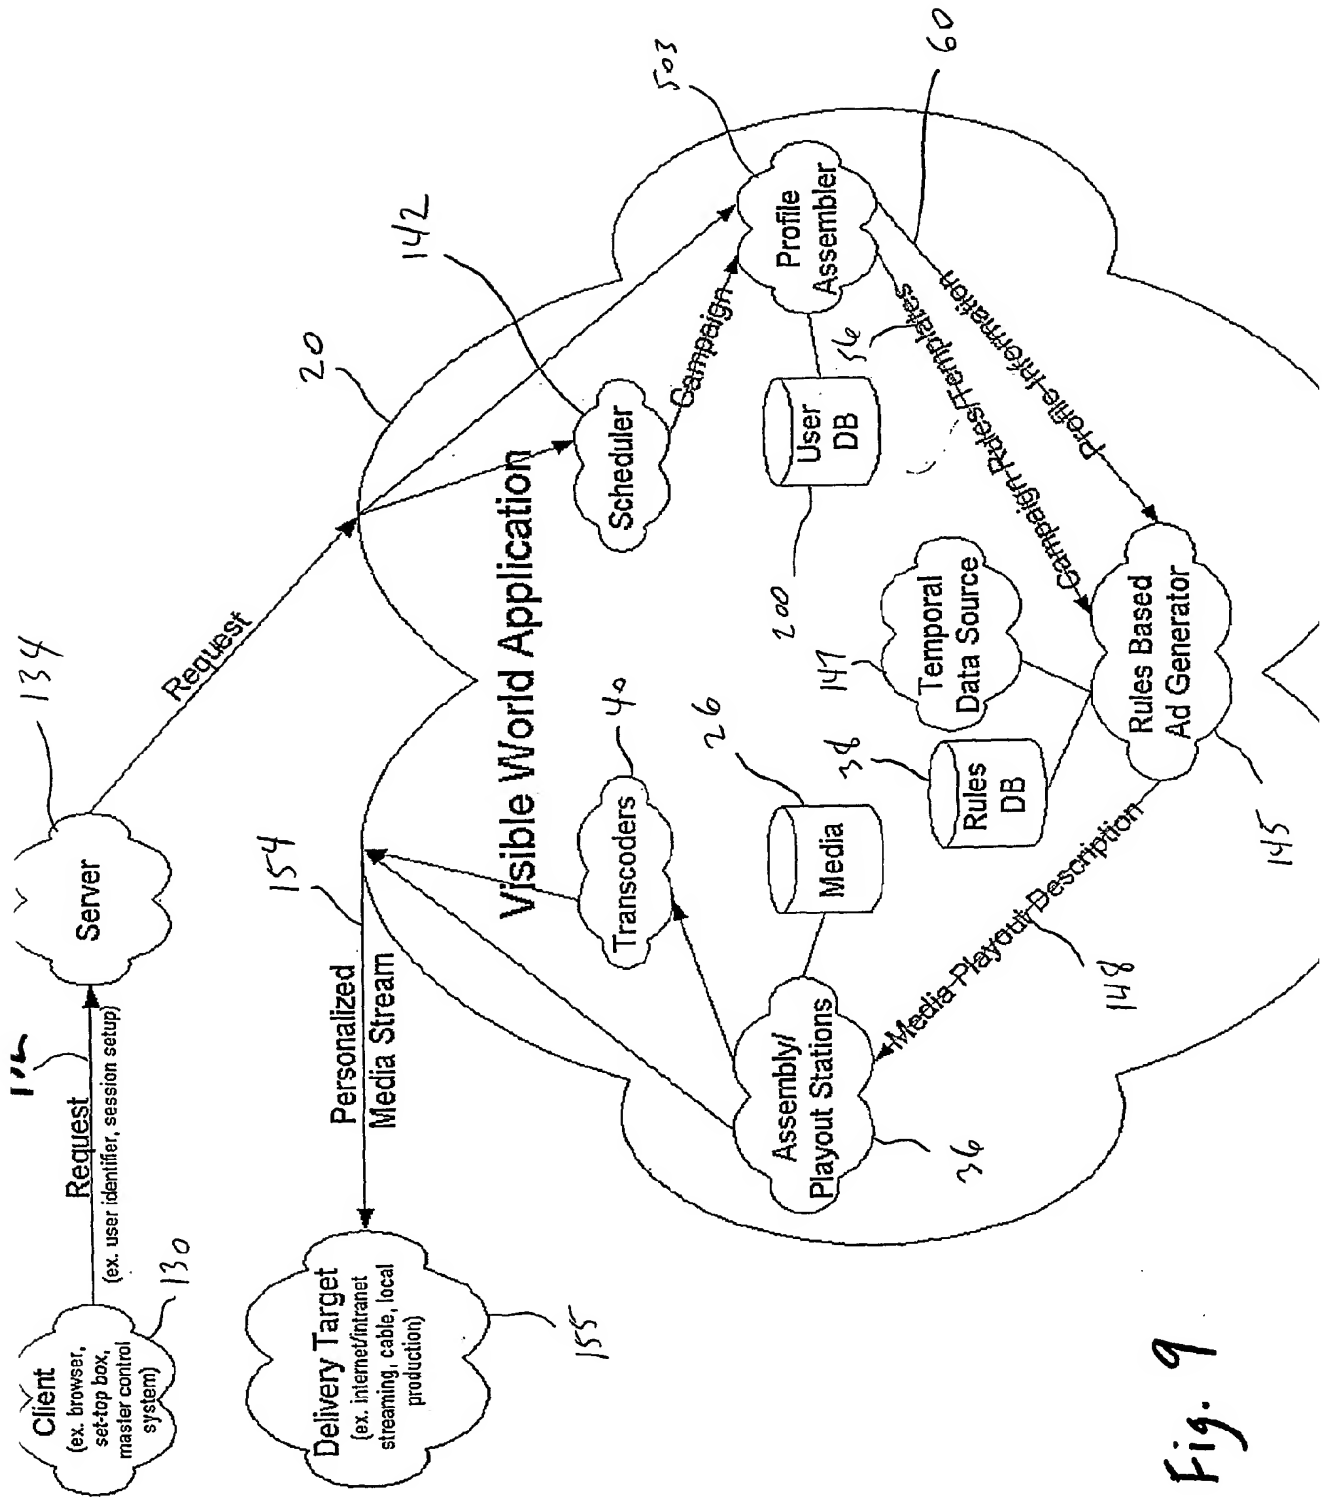 Client
(ex. browser,
set-top box,
master control
system)
130
Request
(ex. user identifier, session setup)
Server
134
Request
Delivery Target
(ex. internet/intranet
streaming, cable, local
production)
155
Personalized
Media Stream
154
20
Visible World Application
Scheduler
142
Campaign
Profile
Assembler
503
60
User
DB
200
Campaign Rules/Templates
56
Profile Information
Transcoders
40
Media
26
Temporal
Data Source
147
Rules
DB
38
Rules Based
Ad Generator
145
Media Playout Description
148
Assembly/
Playout Stations
36
Fig. 9